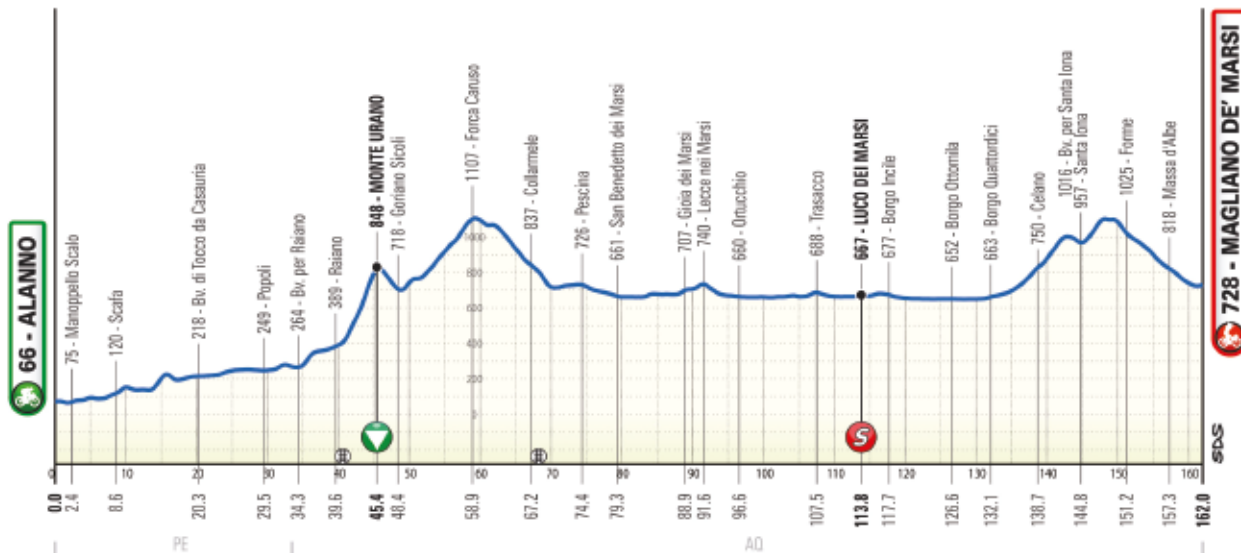 66 - ALANNO
75 - Manoppello Scalo
120 - Scafa
218 - Bv. di Tocco da Casauria
249 - Popoli
264 - Bv. per Raiano
389 - Raiano
848 - MONTE URANO
718 - Goriano Sicoli
1107 - Forca Caruso
837 - Collarmele
726 - Pescina
661 - San Benedetto dei Marsi
707 - Gioia dei Marsi
740 - Lecce nei Marsi
660 - Ortucchio
688 - Trasacco
667 - LUCO DEI MARSI
677 - Borgo Incile
652 - Borgo Ottomila
663 - Borgo Quattordici
750 - Celano
1016 - Bv. per Santa Iona
957 - Santa Iona
1025 - Forme
818 - Massa d'Albe
728 - MAGLIANO DE' MARSI
1000
800
600
400
200
0
S
SDS
0 10 20 30 40 50 60 70 80 90 100 110 120 130 140 150 160
0.0 2.4 8.6 20.3 29.5 34.3 39.6 45.4 48.4 58.9 67.2 74.4 79.3 88.9 91.6 96.6 107.5 113.8 117.7 126.6 132.1 138.7 144.8 151.2 157.3 162.0
PE AQ